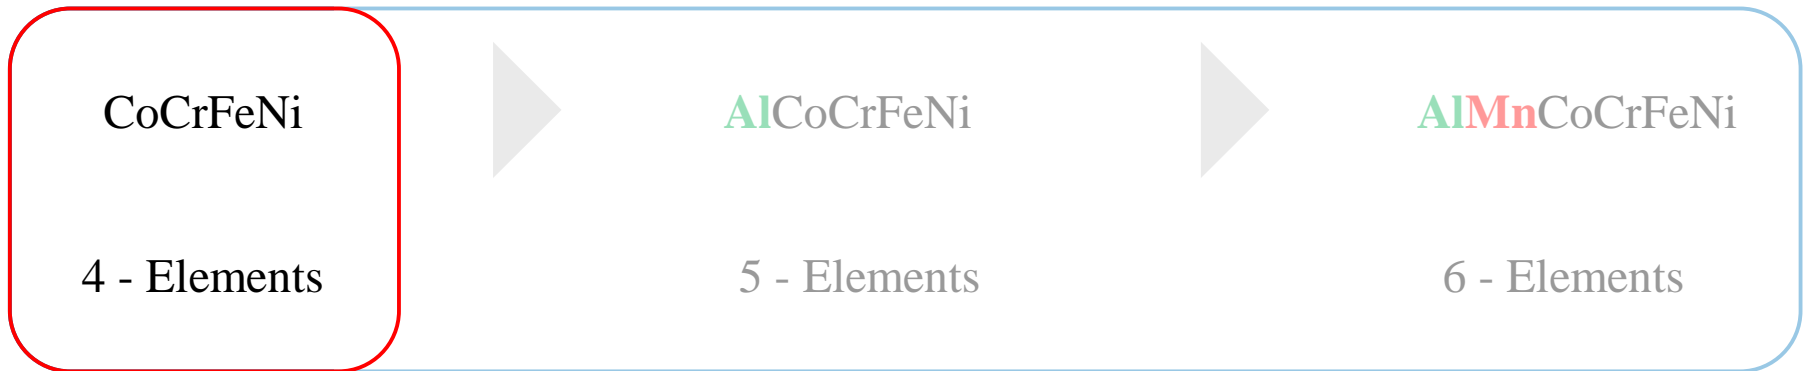 CoCrFeNi
AlCoCrFeNi
AlMnCoCrFeNi
4 - Elements
5 - Elements
6 - Elements